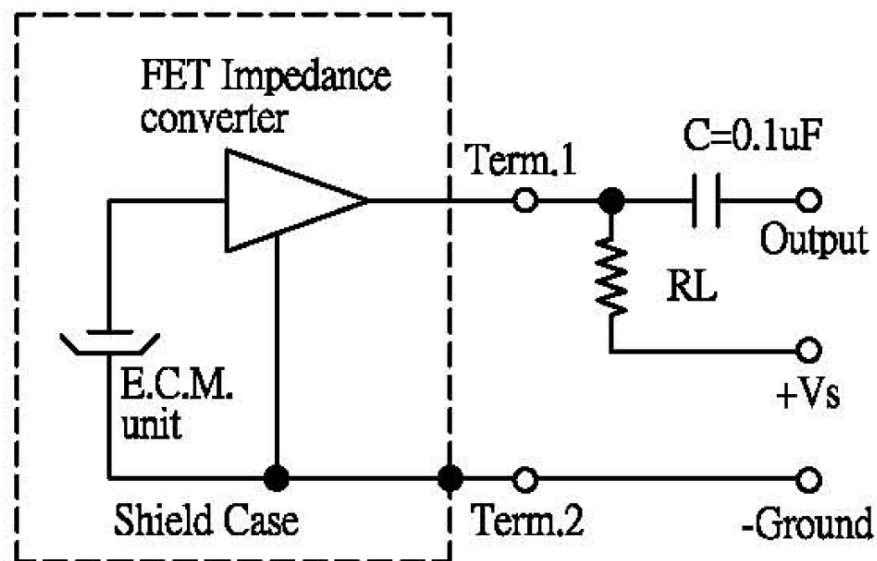 FET Impedance
converter
Term.1
C=0.1uF
Output
RL
+Vs
E.C.M.
unit
Shield Case
Term.2
-Ground